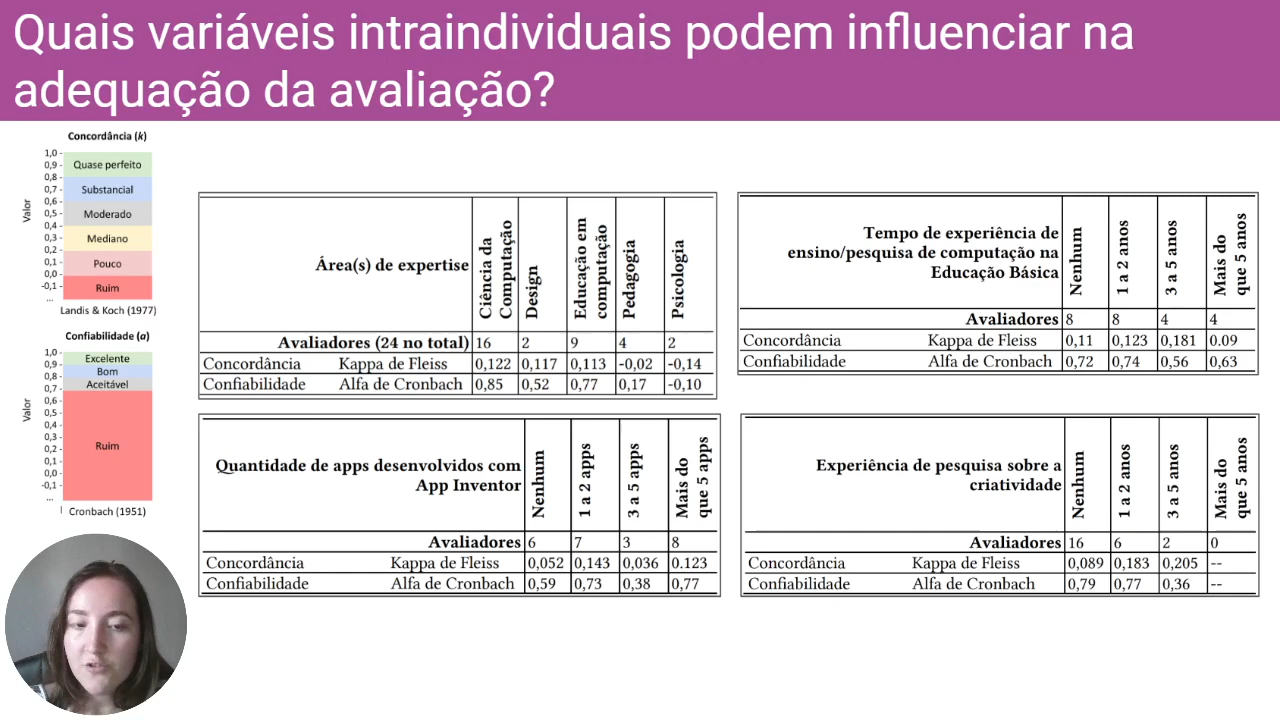 Quais variáveis intraindividuais podem influenciar na
adequação da avaliação?
Concordância (k)
Valor
1,0 -
0,9 -
0,8 -
0,7 -
0,6 -
0,5 -
0,4 -
0,3 -
0,2 -
0,1 -
0,0 -
-0,1 -
...
Quase perfeito
Substancial
Moderado
Mediano
Pouco
Ruim
Landis & Koch (1977)
Confiabilidade (a)
Valor
1,0 -
0,9 -
0,8 -
0,7 -
0,6 -
0,5 -
0,4 -
0,3 -
0,2 -
0,1 -
0,0 -
-0,1 -
...
Excelente
Bom
Aceitável
Ruim
Cronbach (1951)
Área(s) de expertise
Ciência da
Computação
Design
Educação em
computação
Pedagogia
Psicologia
Avaliadores (24 no total) 16 2 9 4 2
Concordância Kappa de Fleiss 0,122 0,117 0,113 -0,02 -0,14
Confiabilidade Alfa de Cronbach 0,85 0,52 0,77 0,17 -0,10
Tempo de experiência de
ensino/pesquisa de computação na
Educação Básica
Nenhum
1 a 2 anos
3 a 5 anos
Mais do
que 5 anos
Avaliadores 8 8 4 4
Concordância Kappa de Fleiss 0,11 0,123 0,181 0.09
Confiabilidade Alfa de Cronbach 0,72 0,74 0,56 0,63
Quantidade de apps desenvolvidos com
App Inventor
Nenhum
1 a 2 apps
3 a 5 apps
Mais do
que 5 apps
Avaliadores 6 7 3 8
Concordância Kappa de Fleiss 0,052 0,143 0,036 0.123
Confiabilidade Alfa de Cronbach 0,59 0,73 0,38 0,77
Experiência de pesquisa sobre a
criatividade
Nenhum
1 a 2 anos
3 a 5 anos
Mais do
que 5 anos
Avaliadores 16 6 2 0
Concordância Kappa de Fleiss 0,089 0,183 0,205 --
Confiabilidade Alfa de Cronbach 0,79 0,77 0,36 --